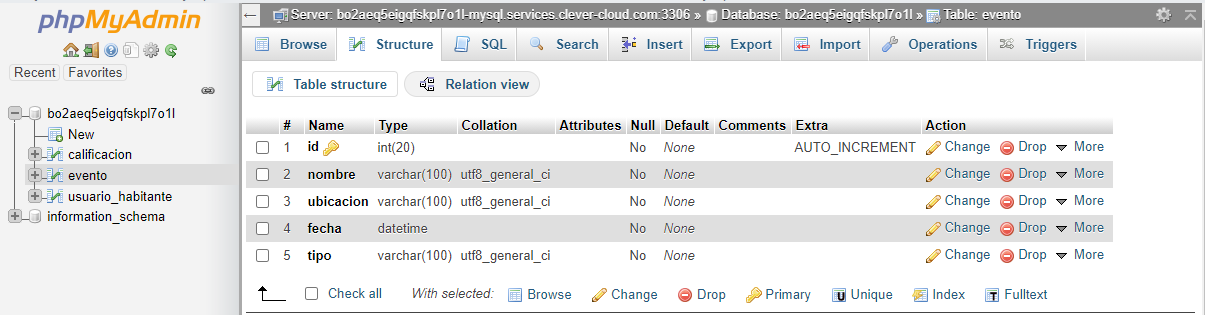 phpMyAdmin
Recent Favorites
bo2aeq5eigqfskpl7o1l
New
calificacion
evento
usuario_habitante
information_schema
Server: bo2aeq5eigqfskpl7o1l-mysql.services.clever-cloud.com:3306 » Database: bo2aeq5eigqfskpl7o1l » Table: evento
Browse Structure SQL Search Insert Export Import Operations Triggers
Table structure Relation view
# Name Type Collation Attributes Null Default Comments Extra Action
1 id int(20) No None AUTO_INCREMENT Change Drop More
2 nombre varchar(100) utf8_general_ci No None Change Drop More
3 ubicacion varchar(100) utf8_general_ci No None Change Drop More
4 fecha datetime No None Change Drop More
5 tipo varchar(100) utf8_general_ci No None Change Drop More
Check all With selected: Browse Change Drop Primary Unique Index Fulltext